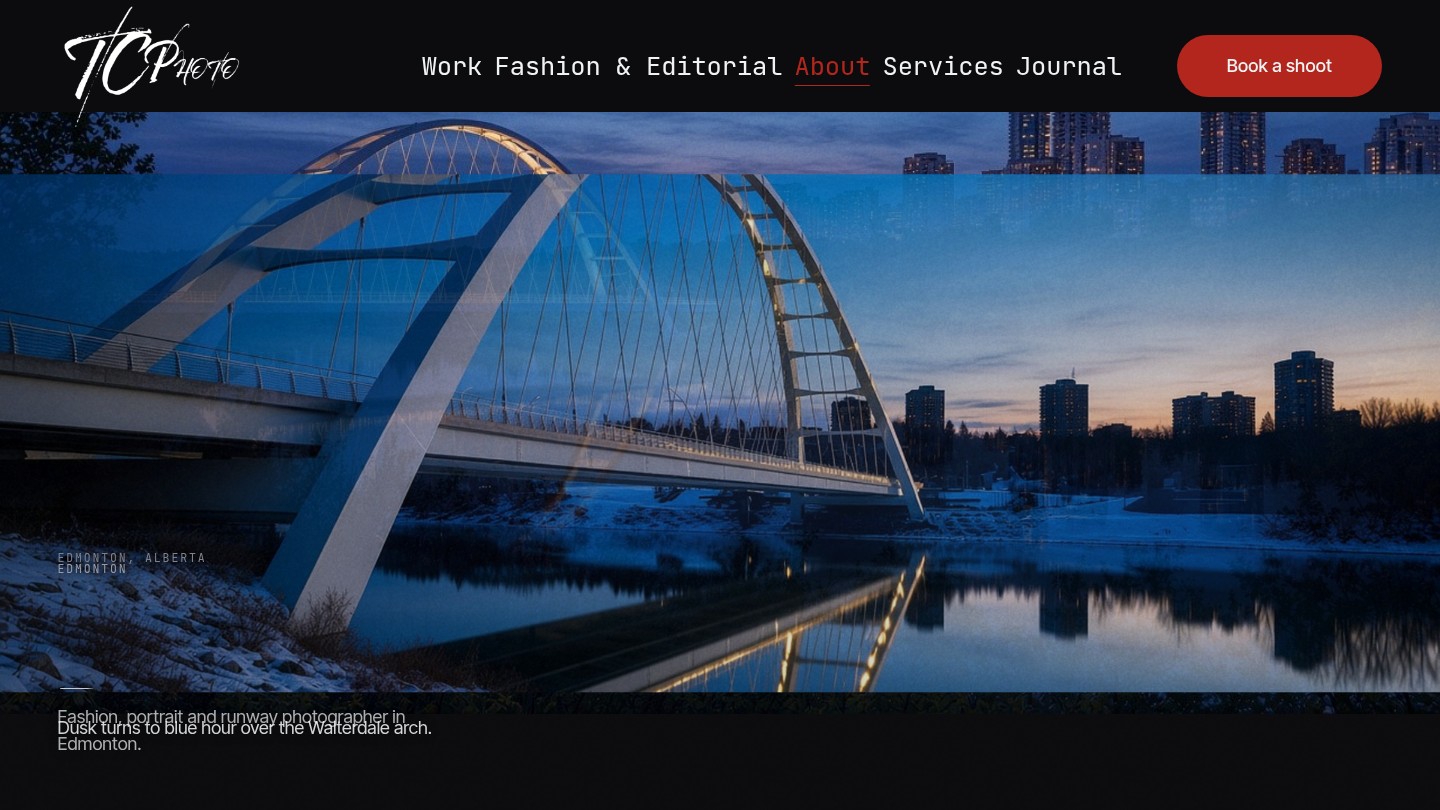 TCPHOTO
Work Fashion & Editorial About Services Journal
Book a shoot
EDMONTON, ALBERTA
EDMONTON
Fashion, portrait and runway photographer in
Dusk turns to blue hour over the Walterdale arch.
Edmonton.